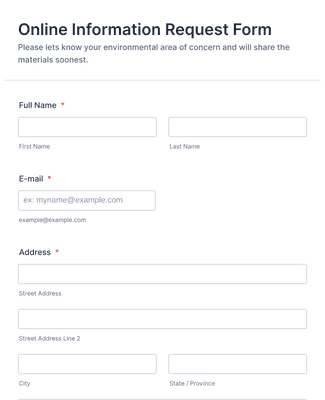 Online Information Request Form
Please lets know your environmental area of concern and will share the
materials soonest.
Full Name *
First Name Last Name
E-mail *
ex: myname@example.com
example@example.com
Address *
Street Address
Street Address Line 2
City State / Province